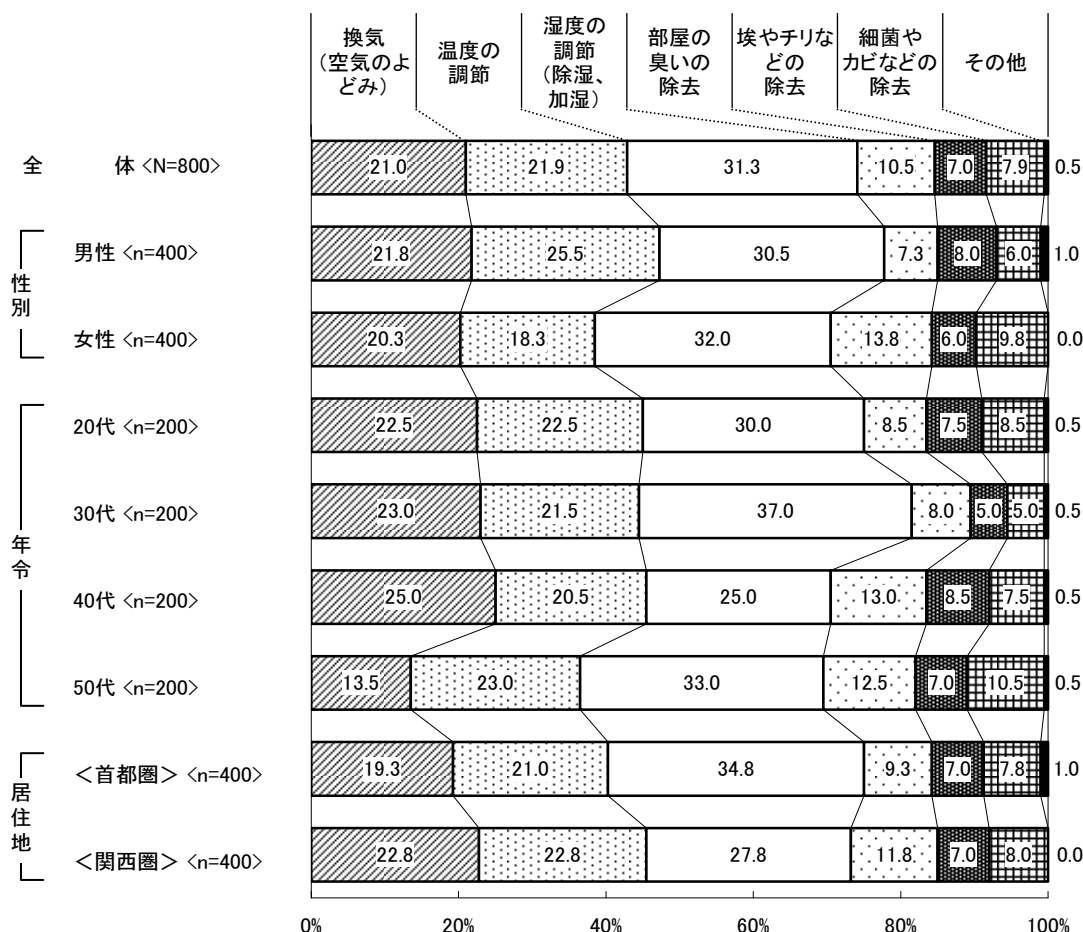 換気
(空気のよ
どみ)
温度の
調節
湿度の
調節
(除湿、
加湿)
部屋の
臭いの
除去
埃やチリな
どの
除去
細菌や
カビなどの
除去
その他
全 体 <N=800> 21.0 21.9 31.3 10.5 7.0 7.9 0.5
性別
男性 <n=400> 21.8 25.5 30.5 7.3 8.0 6.0 1.0
女性 <n=400> 20.3 18.3 32.0 13.8 6.0 9.8 0.0
年令
20代 <n=200> 22.5 22.5 30.0 8.5 7.5 8.5 0.5
30代 <n=200> 23.0 21.5 37.0 8.0 5.0 5.0 0.5
40代 <n=200> 25.0 20.5 25.0 13.0 8.5 7.5 0.5
50代 <n=200> 13.5 23.0 33.0 12.5 7.0 10.5 0.5
居住地
<首都圏> <n=400> 19.3 21.0 34.8 9.3 7.0 7.8 1.0
<関西圏> <n=400> 22.8 22.8 27.8 11.8 7.0 8.0 0.0
0% 20% 40% 60% 80% 100%